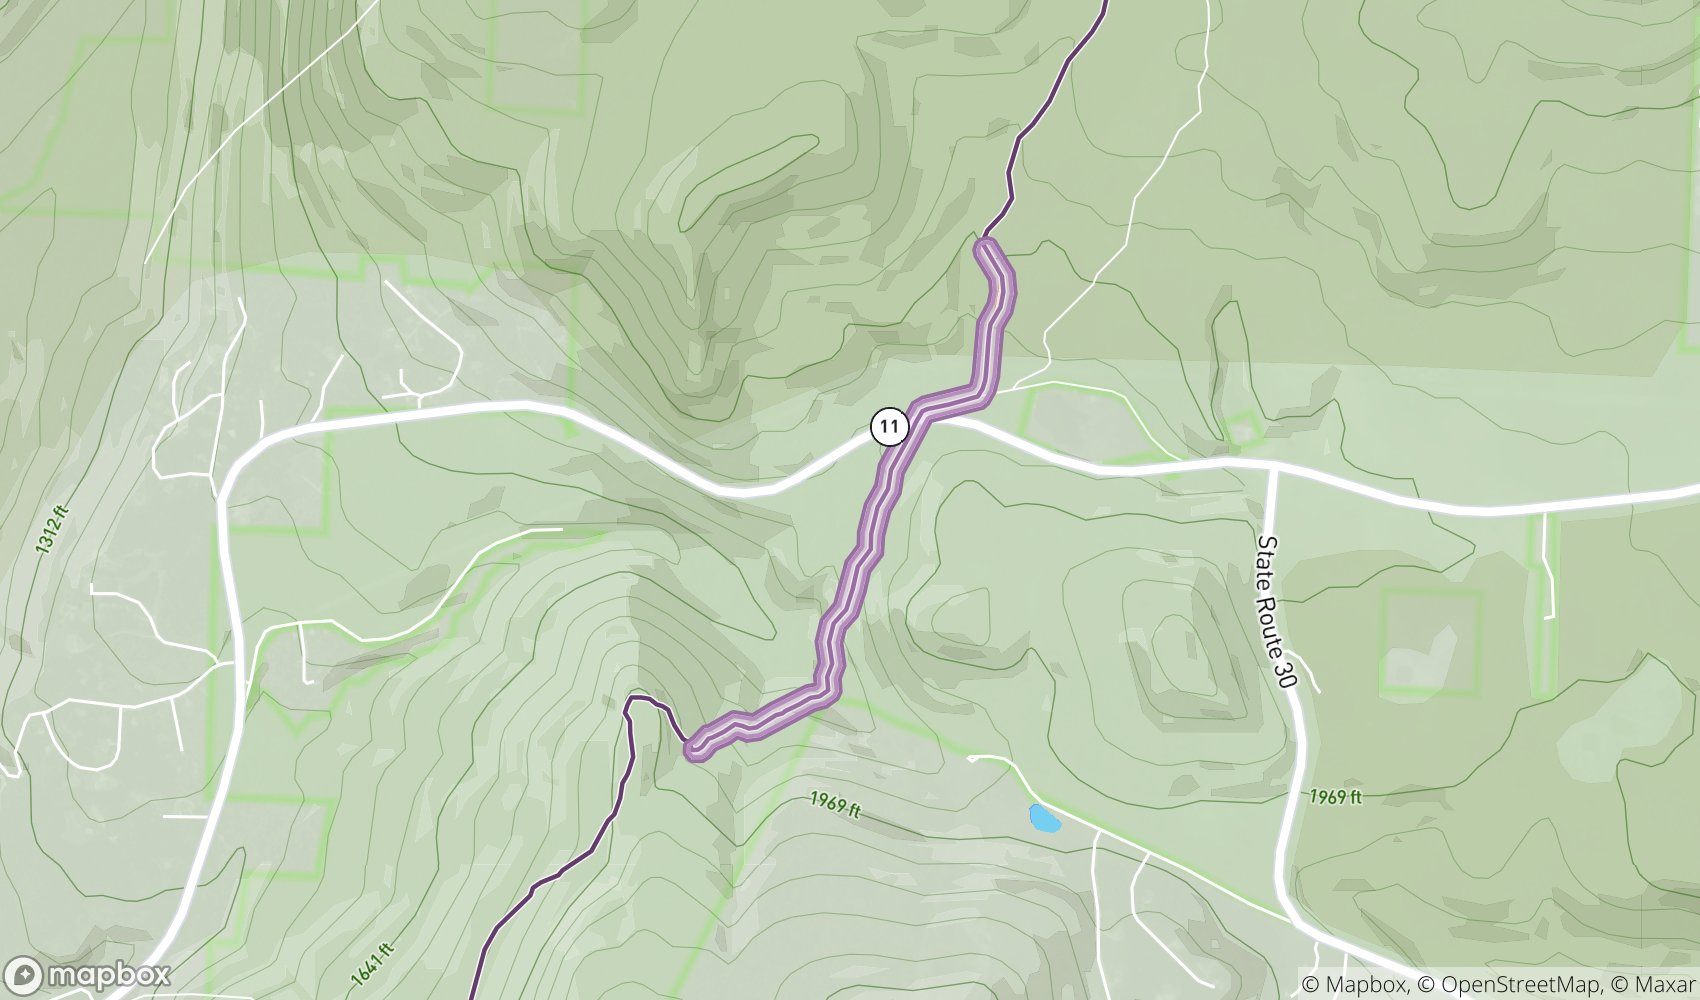 11
1312 ft
State Route 30
1969 ft
1969 ft
1641 ft
mapbox
© Mapbox, © OpenStreetMap, © Maxar